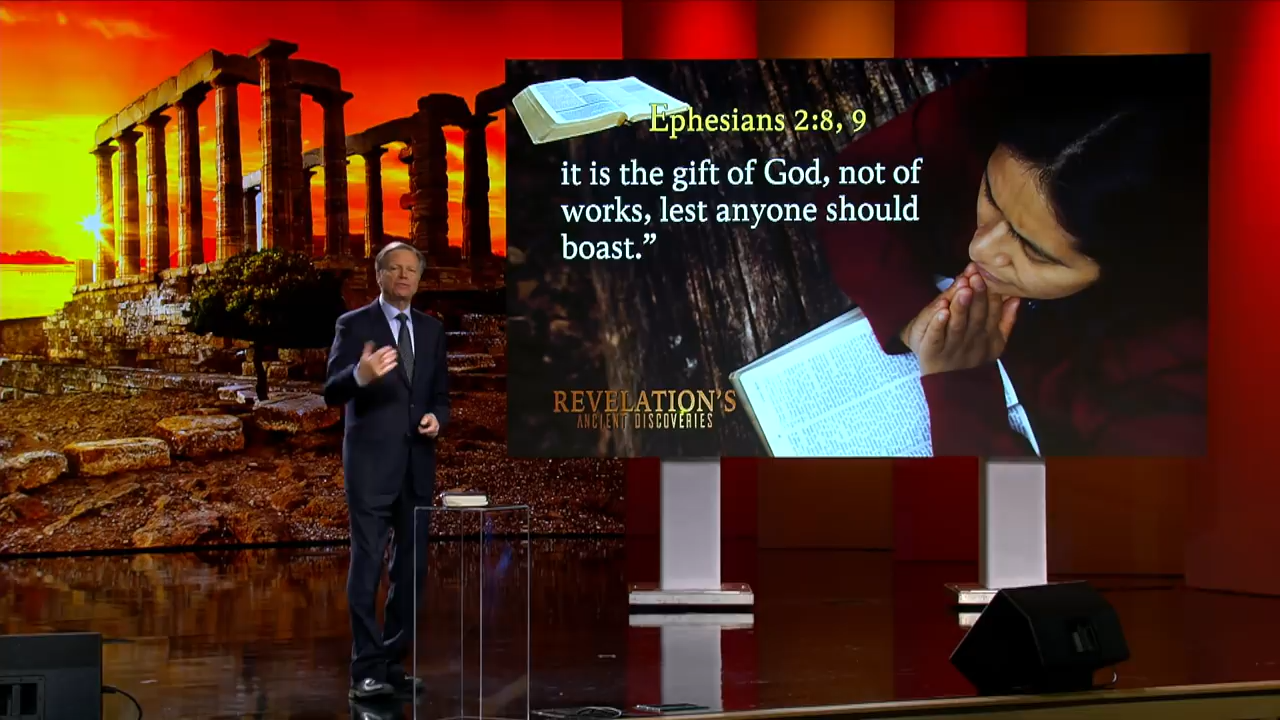 Ephesians 2:8, 9
it is the gift of God, not of
works, lest anyone should
boast.”
REVELATION'S
ANCIENT DISCOVERIES